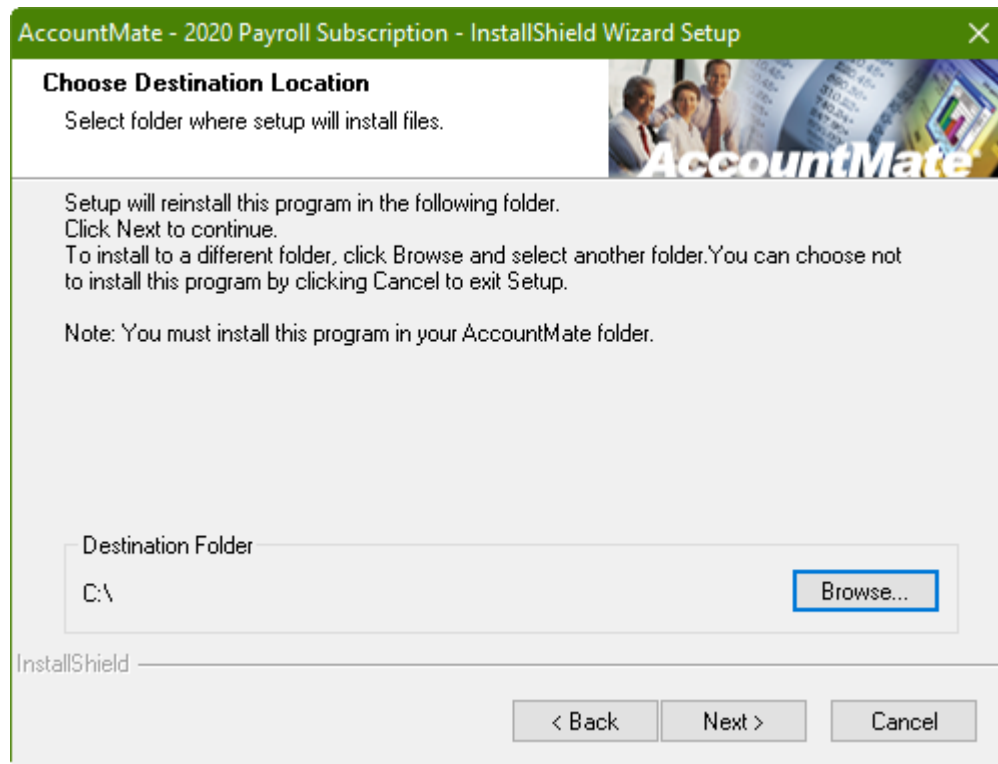 AccountMate - 2020 Payroll Subscription - InstallShield Wizard Setup
Choose Destination Location
Select folder where setup will install files.
AccountMate
Setup will reinstall this program in the following folder.
Click Next to continue.
To install to a different folder, click Browse and select another folder.You can choose not
to install this program by clicking Cancel to exit Setup.
Note: You must install this program in your AccountMate folder.
Destination Folder
C:\
Browse...
InstallShield
< Back
Next >
Cancel